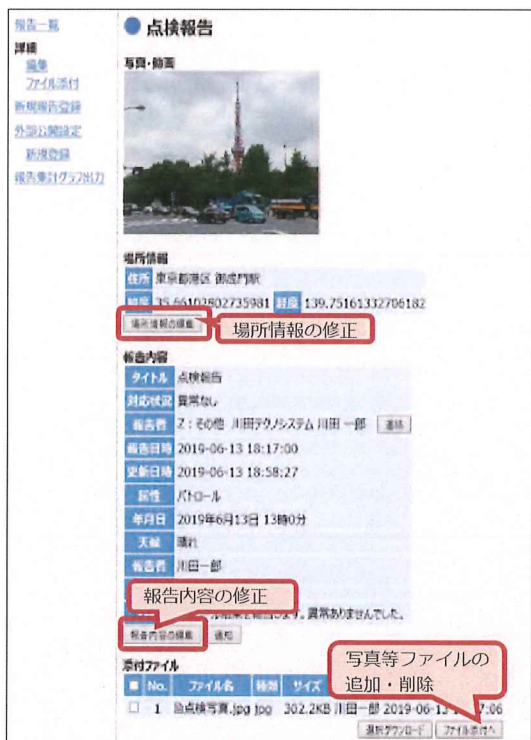 報告一覧
詳細
編集
ファイル添付
新規報告登録
外部公開設定
新規登録
報告集計グラフ出力
点検報告
写真・動画
場所情報
住所 東京都港区 御成門駅
緯度 35.66103802735981 経度 139.75161332706182
場所情報の編集
場所情報の修正
報告内容
タイトル 点検報告
対応状況 異常なし
報告者 Z:その他 川田テクノシステム 川田 一郎 連絡
報告日時 2019-06-13 18:17:00
更新日時 2019-06-13 18:58:27
属性 パトロール
年月日 2019年6月13日 13時0分
天候 晴れ
報告者 川田一郎
報告内容の修正
ール結果を報告します。異常ありませんでした。
報告内容の編集 通知
写真等ファイルの
追加・削除
添付ファイル
No. ファイル名 種類 サイズ
1 点検写真.jpg jpg 302.2KB 川田一郎 2019-06-13 1 7:06
選択ダウンロード ファイル添付へ